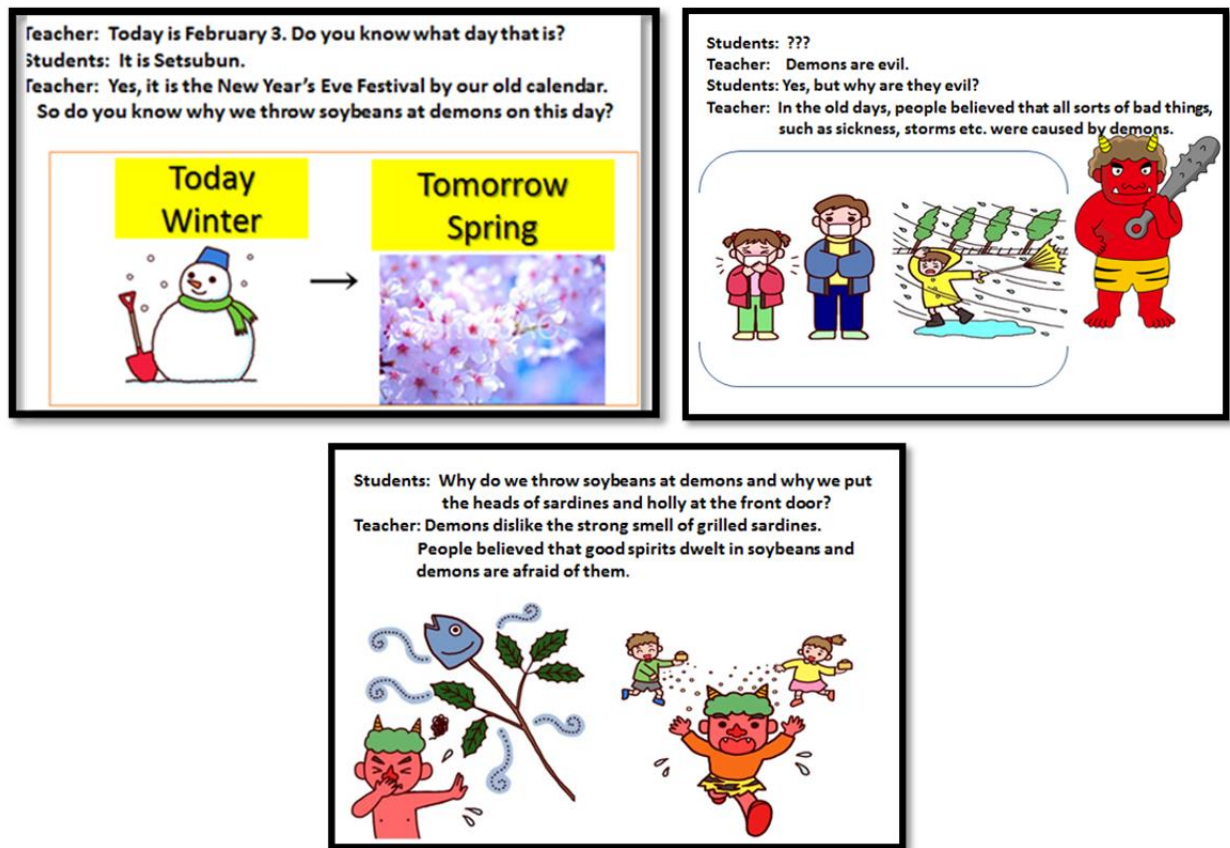 Teacher: Today is February 3. Do you know what day that is?
Students: It is Setsubun.
Teacher: Yes, it is the New Year's Eve Festival by our old calendar.
So do you know why we throw soybeans at demons on this day?
Today
Winter
Tomorrow
Spring
Students: ???
Teacher: Demons are evil.
Students: Yes, but why are they evil?
Teacher: In the old days, people believed that all sorts of bad things,
such as sickness, storms etc. were caused by demons.
Students: Why do we throw soybeans at demons and why we put
the heads of sardines and holly at the front door?
Teacher: Demons dislike the strong smell of grilled sardines.
People believed that good spirits dwelt in soybeans and
demons are afraid of them.